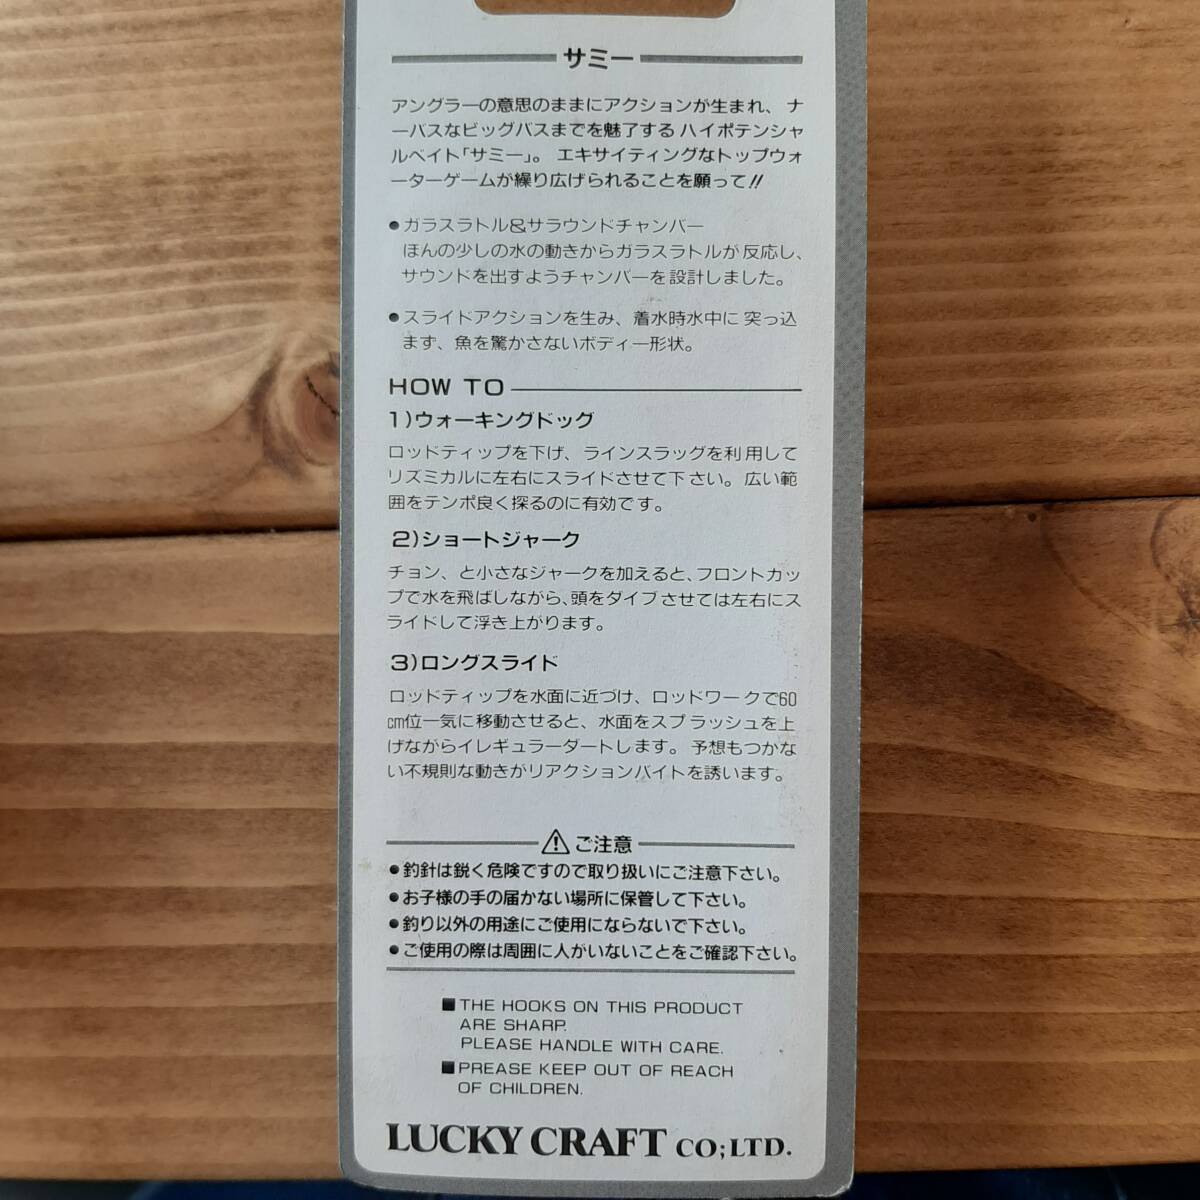 サミー
アングラーの意思のままにアクションが生まれ、ナ
ーバスなビッグバスまでを魅了するハイポテンシャ
ルベイト「サミー」。エキサイティングなトップウォ
ーターゲームが繰り広げられることを願って!!
●ガラスラトル&サラウンドチャンバー
ほんの少しの水の動きからガラスラトルが反応し、
サウンドを出すようチャンバーを設計しました。
●スライドアクションを生み、着水時水中に突っ込
まず、魚を驚かさないボディー形状。
HOW TO
1)ウォーキングドッグ
ロッドティップを下げ、ラインスラッグを利用して
リズミカルに左右にスライドさせて下さい。広い範
囲をテンポ良く探るのに有効です。
2)ショートジャーク
チョン、と小さなジャークを加えると、フロントカッ
プで水を飛ばしながら、頭をダイブさせては左右にス
ライドして浮き上がります。
3)ロングスライド
ロッドティップを水面に近づけ、ロッドワークで60
cm位一気に移動させると、水面をスプラッシュを上
げながらイレギュラーダートします。予想もつかな
い不規則な動きがリアクションバイトを誘います。
⚠ご注意
●釣針は鋭く危険ですので取り扱いにご注意下さい。
●お子様の手の届かない場所に保管して下さい。
●釣り以外の用途にご使用にならないで下さい。
●ご使用の際は周囲に人がいないことをご確認下さい。
■THE HOOKS ON THIS PRODUCT
ARE SHARP.
PLEASE HANDLE WITH CARE.
■PREASE KEEP OUT OF REACH
OF CHILDREN.
LUCKY CRAFT CO;LTD.